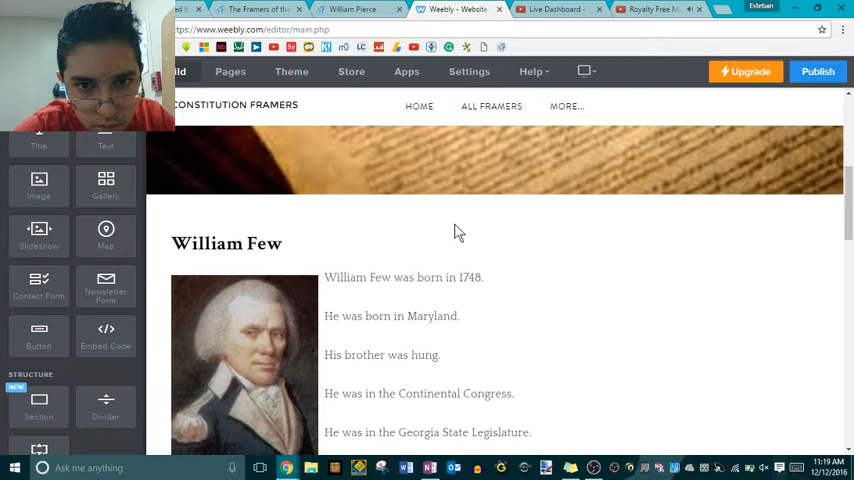 The Framers of the
William Pierce
Weebly - Website
Live Dashboard -
Royalty Free Mu
Esteban
https://www.weebly.com/editor/main.php
Pages
Theme
Store
Apps
Settings
Help
Upgrade
Publish
CONSTITUTION FRAMERS
HOME
ALL FRAMERS
MORE...
Title
Text
Image
Gallery
Slideshow
Map
Contact Form
Newsletter
Form
Button
Embed Code
STRUCTURE
NEW
Section
Divider
William Few
William Few was born in 1748.
He was born in Maryland.
His brother was hung.
He was in the Continental Congress.
He was in the Georgia State Legislature.
Ask me anything
11:19 AM
12/12/2016